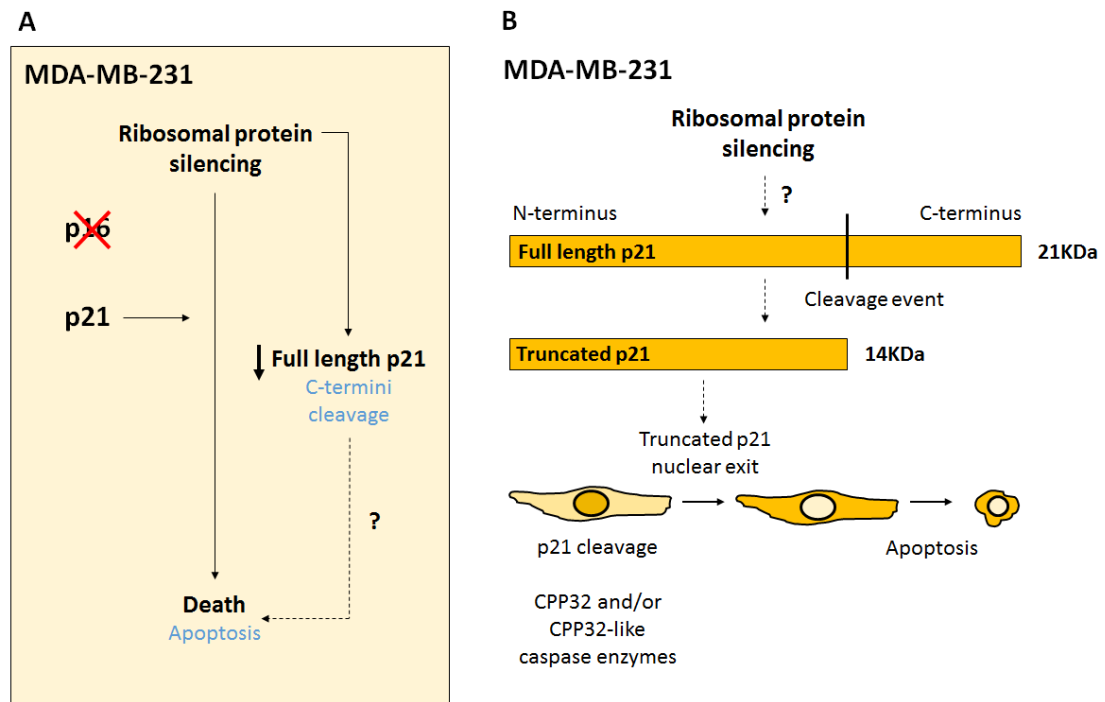 A
MDA-MB-231
Ribosomal protein
silencing
p16
p21
Full length p21
C-termini
cleavage
?
Death
Apoptosis
B
MDA-MB-231
Ribosomal protein
silencing
?
N-terminus
C-terminus
Full length p21
21KDa
Cleavage event
Truncated p21
14KDa
Truncated p21
nuclear exit
p21 cleavage
Apoptosis
CPP32 and/or
CPP32-like
caspase enzymes